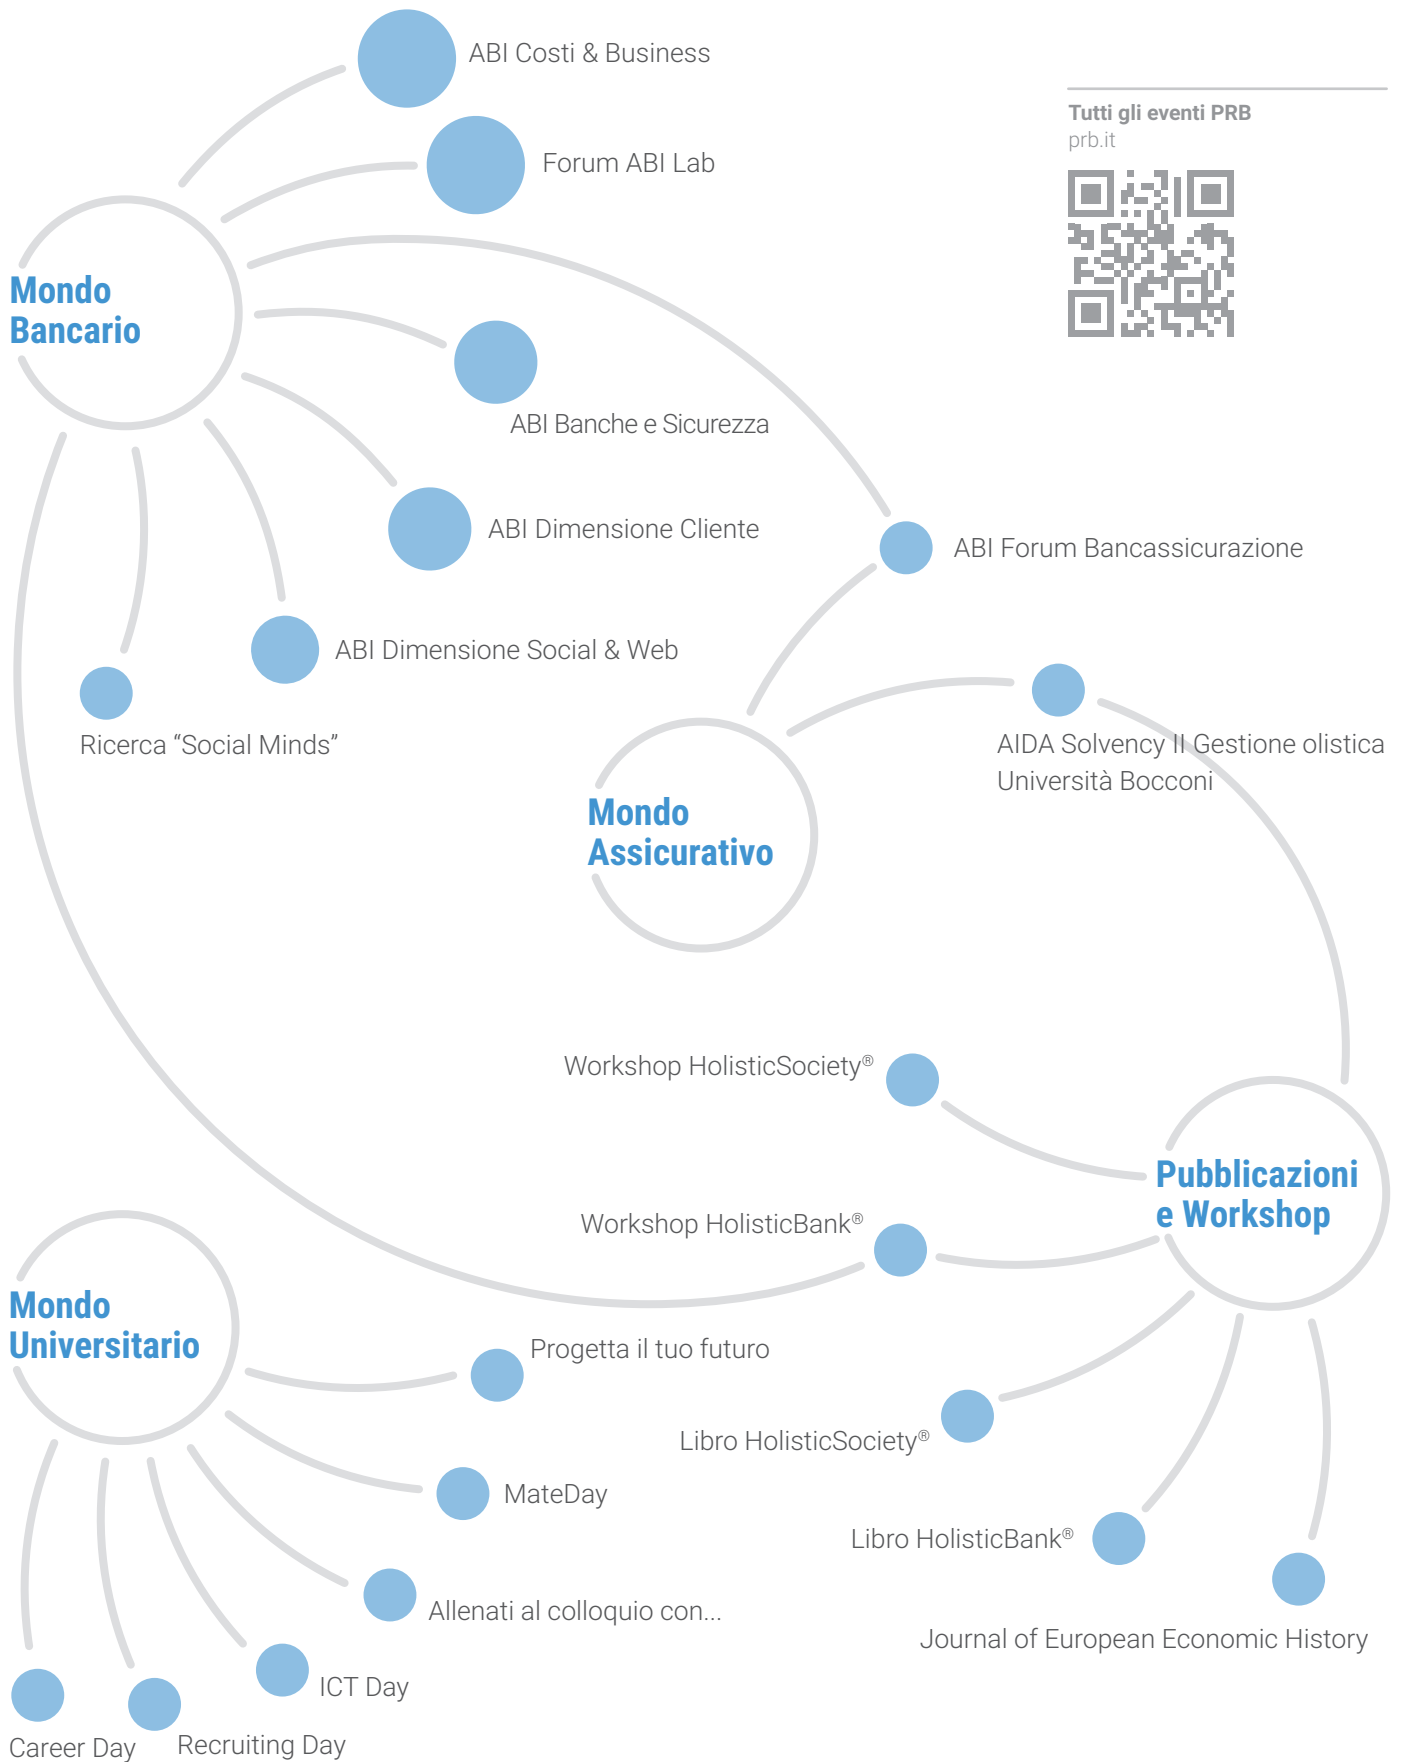 ABI Costi & Business
Tutti gli eventi PRB
prb.it
Forum ABI Lab
Mondo
Bancario
ABI Banche e Sicurezza
ABI Dimensione Cliente
ABI Forum Bancassicurazione
ABI Dimensione Social & Web
Ricerca “Social Minds”
AIDA Solvency II Gestione olistica
Università Bocconi
Mondo
Assicurativo
Workshop HolisticSociety®
Pubblicazioni
e Workshop
Workshop HolisticBank®
Mondo
Universitario
Progetta il tuo futuro
Libro HolisticSociety®
MateDay
Libro HolisticBank®
Allenati al colloquio con...
Journal of European Economic History
ICT Day
Career Day
Recruiting Day